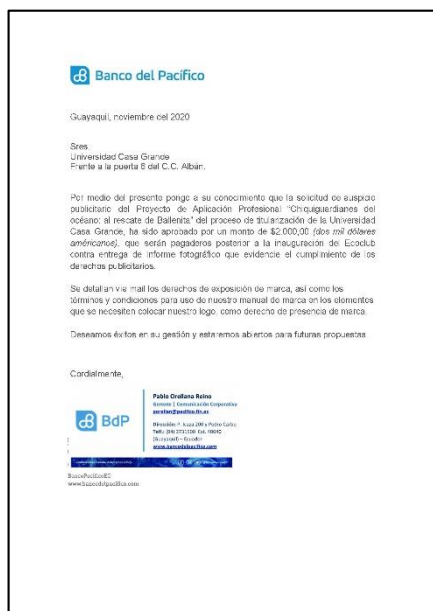 Banco del Pacífico
Guayaquil, noviembre del 2020
Sres.
Universidad Casa Grande
Frente a la puerta 6 del C.C. Albán.
Por medio del presente pongo a su conocimiento que la solicitud de auspicio
publicitario del Proyecto de Aplicación Profesional "Chiquiguardianes del
océano: al rescate de Ballenita" del proceso de titularización de la Universidad
Casa Grande, ha sido aprobado por un monto de $2.000,00 (dos mil dólares
américanos), que serán pagaderos posterior a la inauguración del Ecoclub
contra entrega de informe fotográfico que evidencie el cumplimiento de los
derechos publicitarios.
Se detallan vía mail los derechos de exposición de marca, así como los
términos y condiciones para uso de nuestro manual de marca en los elementos
que se necesiten colocar nuestro logo, como derecho de presencia de marca.
Deseamos éxitos en su gestión y estaremos abiertos para futuras propuestas
Cordialmente,
BdP
Pablo Orellana Reino
Gerente | Comunicación Corporativa
Dirección: P. Icaza 200 y Pedro Carbo
(Guayaquil) – Ecuador
www.bancodelpacifico.com
BancoPacificoEC
www.bancodelpacifico.com